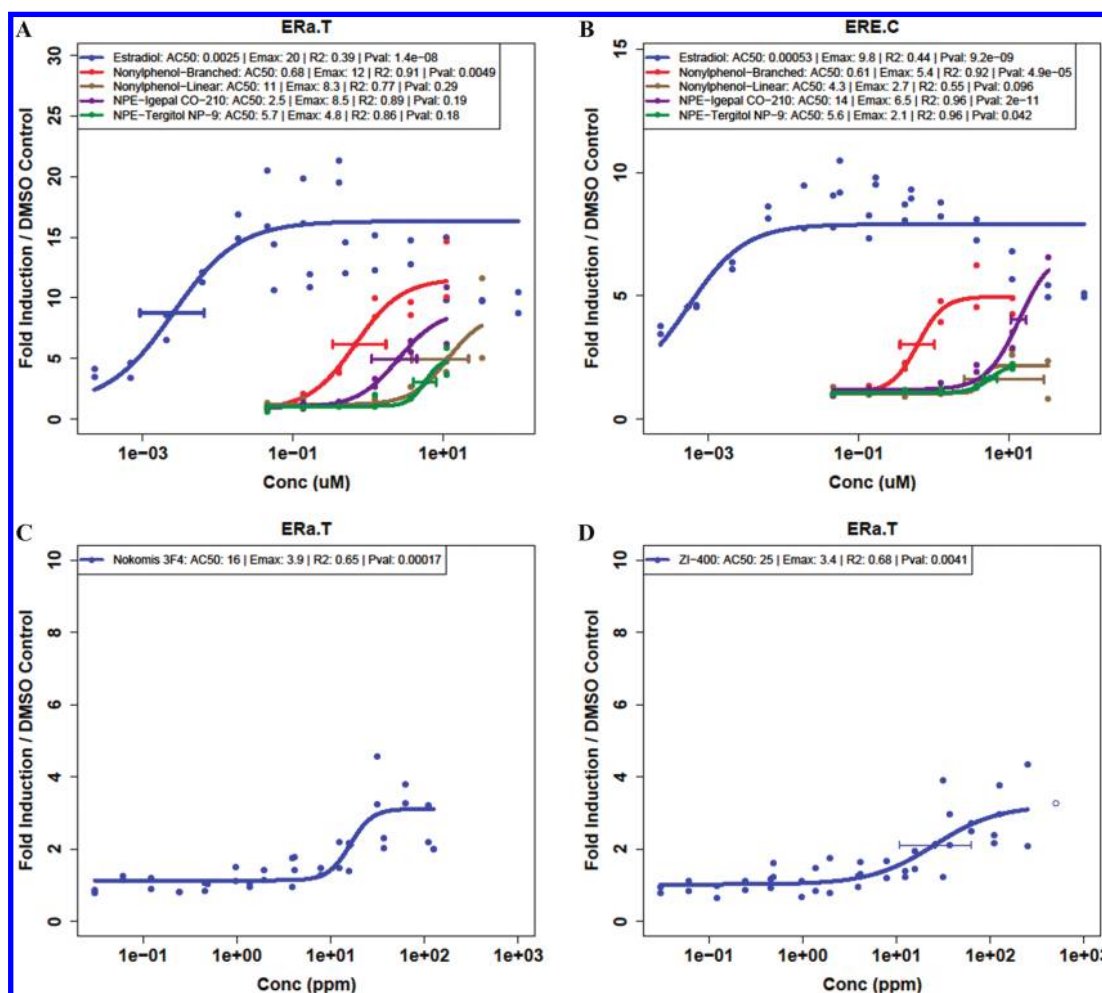 A
ERa.T
Estradiol: AC50: 0.0025 | Emax: 20 | R2: 0.39 | Pval: 1.4e-08
Nonylphenol-Branched: AC50: 0.68 | Emax: 12 | R2: 0.91 | Pval: 0.0049
Nonylphenol-Linear: AC50: 11 | Emax: 8.3 | R2: 0.77 | Pval: 0.29
NPE-Igepal CO-210: AC50: 2.5 | Emax: 8.5 | R2: 0.89 | Pval: 0.19
NPE-Tergitol NP-9: AC50: 5.7 | Emax: 4.8 | R2: 0.86 | Pval: 0.18
Fold Induction / DMSO Control
30
25
20
15
10
5
0
1e-03
1e-01
1e+01
Conc (uM)
B
ERE.C
Estradiol: AC50: 0.00053 | Emax: 9.8 | R2: 0.44 | Pval: 9.2e-09
Nonylphenol-Branched: AC50: 0.61 | Emax: 5.4 | R2: 0.92 | Pval: 4.9e-05
Nonylphenol-Linear: AC50: 4.3 | Emax: 2.7 | R2: 0.55 | Pval: 0.096
NPE-Igepal CO-210: AC50: 14 | Emax: 6.5 | R2: 0.96 | Pval: 2e-11
NPE-Tergitol NP-9: AC50: 5.6 | Emax: 2.1 | R2: 0.96 | Pval: 0.042
Fold Induction / DMSO Control
15
10
5
0
1e-03
1e-01
1e+01
Conc (uM)
C
ERa.T
Nokomis 3F4: AC50: 16 | Emax: 3.9 | R2: 0.65 | Pval: 0.00017
Fold Induction / DMSO Control
10
8
6
4
2
0
1e-01
1e+00
1e+01
1e+02
1e+03
Conc (ppm)
D
ERa.T
ZI-400: AC50: 25 | Emax: 3.4 | R2: 0.68 | Pval: 0.0041
Fold Induction / DMSO Control
10
8
6
4
2
0
1e-01
1e+00
1e+01
1e+02
1e+03
Conc (ppm)